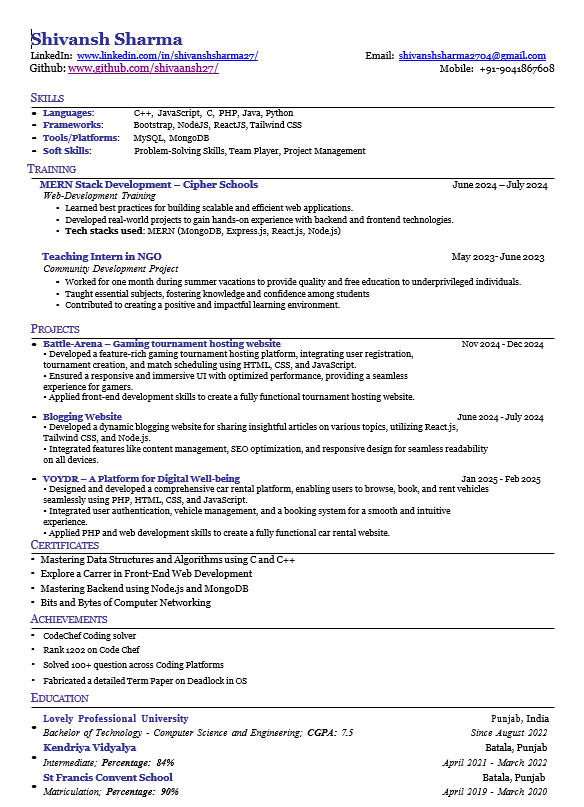 Shivansh Sharma
LinkedIn: www.linkedin.com/in/shivanshsharma27/ Email: shivanshsharma2704@gmail.com
Github: www.github.com/shivaansh27/ Mobile: +91-9041867608
SKILLS
• Languages: C++, JavaScript, C, PHP, Java, Python
• Frameworks: Bootstrap, NodeJS, ReactJS, Tailwind CSS
• Tools/Platforms: MySQL, MongoDB
• Soft Skills: Problem-Solving Skills, Team Player, Project Management
TRAINING
MERN Stack Development – Cipher Schools June 2024 – July 2024
Web-Development Training
• Learned best practices for building scalable and efficient web applications.
• Developed real-world projects to gain hands-on experience with backend and frontend technologies.
• Tech stacks used: MERN (MongoDB, Express.js, React.js, Node.js)
Teaching Intern in NGO May 2023- June 2023
Community Development Project
• Worked for one month during summer vacations to provide quality and free education to underprivileged individuals.
• Taught essential subjects, fostering knowledge and confidence among students
• Contributed to creating a positive and impactful learning environment.
PROJECTS
• Battle-Arena – Gaming tournament hosting website Nov 2024 - Dec 2024
• Developed a feature-rich gaming tournament hosting platform, integrating user registration,
tournament creation, and match scheduling using HTML, CSS, and JavaScript.
• Ensured a responsive and immersive UI with optimized performance, providing a seamless
experience for gamers.
• Applied front-end development skills to create a fully functional tournament hosting website.
• Blogging Website June 2024 - July 2024
• Developed a dynamic blogging website for sharing insightful articles on various topics, utilizing React.js,
Tailwind CSS, and Node.js.
• Integrated features like content management, SEO optimization, and responsive design for seamless readability
on all devices.
• VOYDR – A Platform for Digital Well-being Jan 2025 - Feb 2025
• Designed and developed a comprehensive car rental platform, enabling users to browse, book, and rent vehicles
seamlessly using PHP, HTML, CSS, and JavaScript.
• Integrated user authentication, vehicle management, and a booking system for a smooth and intuitive
experience.
• Applied PHP and web development skills to create a fully functional car rental website.
CERTIFICATES
• Mastering Data Structures and Algorithms using C and C++
• Explore a Carrer in Front-End Web Development
• Mastering Backend using Node.js and MongoDB
• Bits and Bytes of Computer Networking
ACHIEVEMENTS
• CodeChef Coding solver
• Rank 1202 on Code Chef
• Solved 100+ question across Coding Platforms
• Fabricated a detailed Term Paper on Deadlock in OS
EDUCATION
Lovely Professional University Punjab, India
• Bachelor of Technology - Computer Science and Engineering; CGPA: 7.5 Since August 2022
Kendriya Vidyalya Batala, Punjab
• Intermediate; Percentage: 84% April 2021 - March 2022
St Francis Convent School Batala, Punjab
• Matriculation; Percentage: 90% April 2019 - March 2020